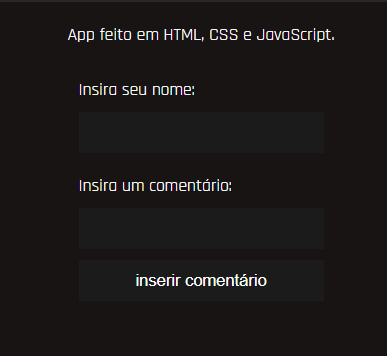 App feito em HTML, CSS e JavaScript.
Insira seu nome:
Insira um comentário:
inserir comentário